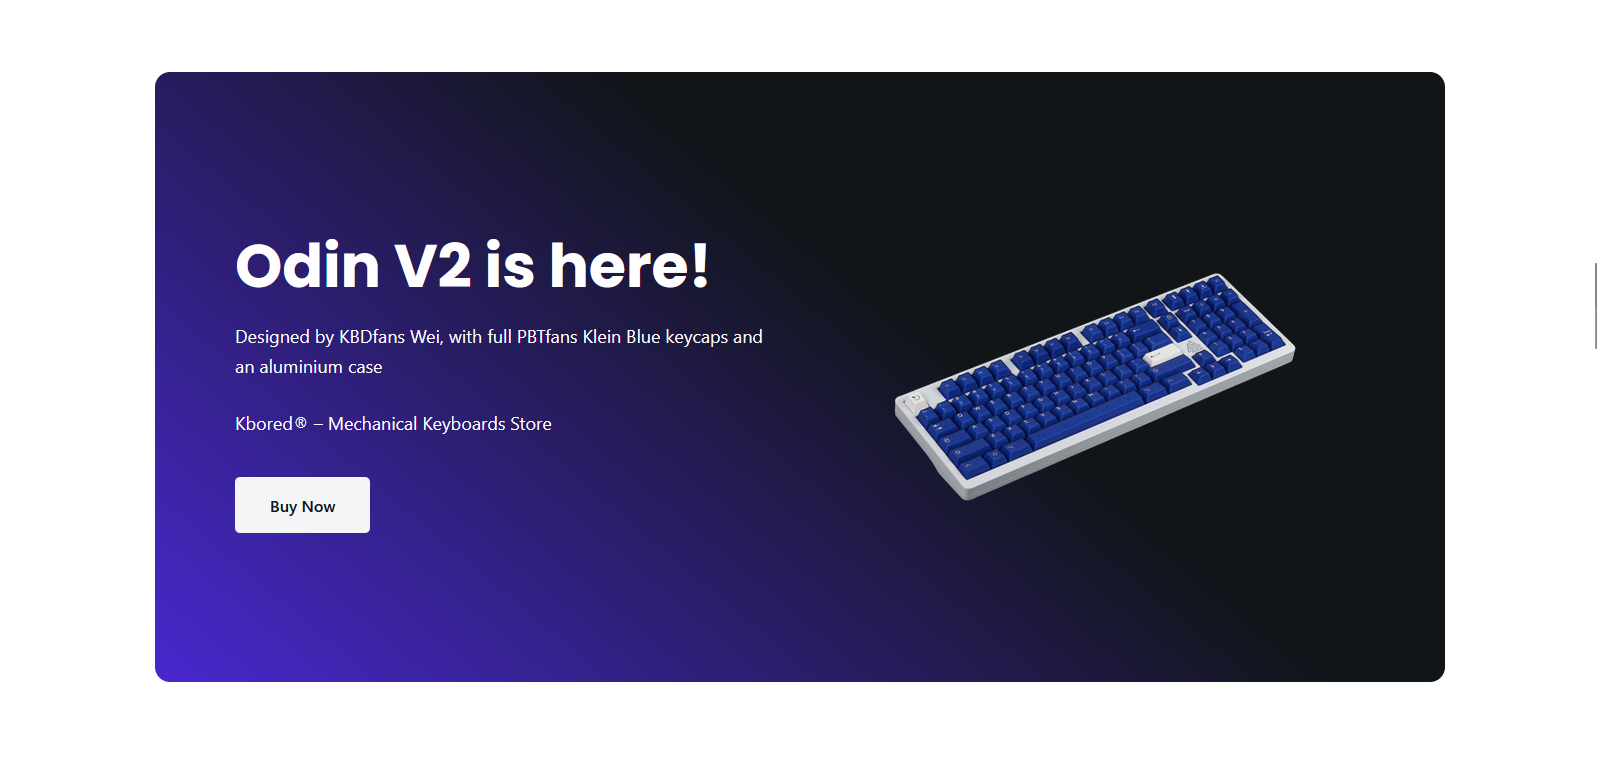 Odin V2 is here!
Designed by KBDfans Wei, with full PBTfans Klein Blue keycaps and
an aluminium case
Kbored® – Mechanical Keyboards Store
Buy Now